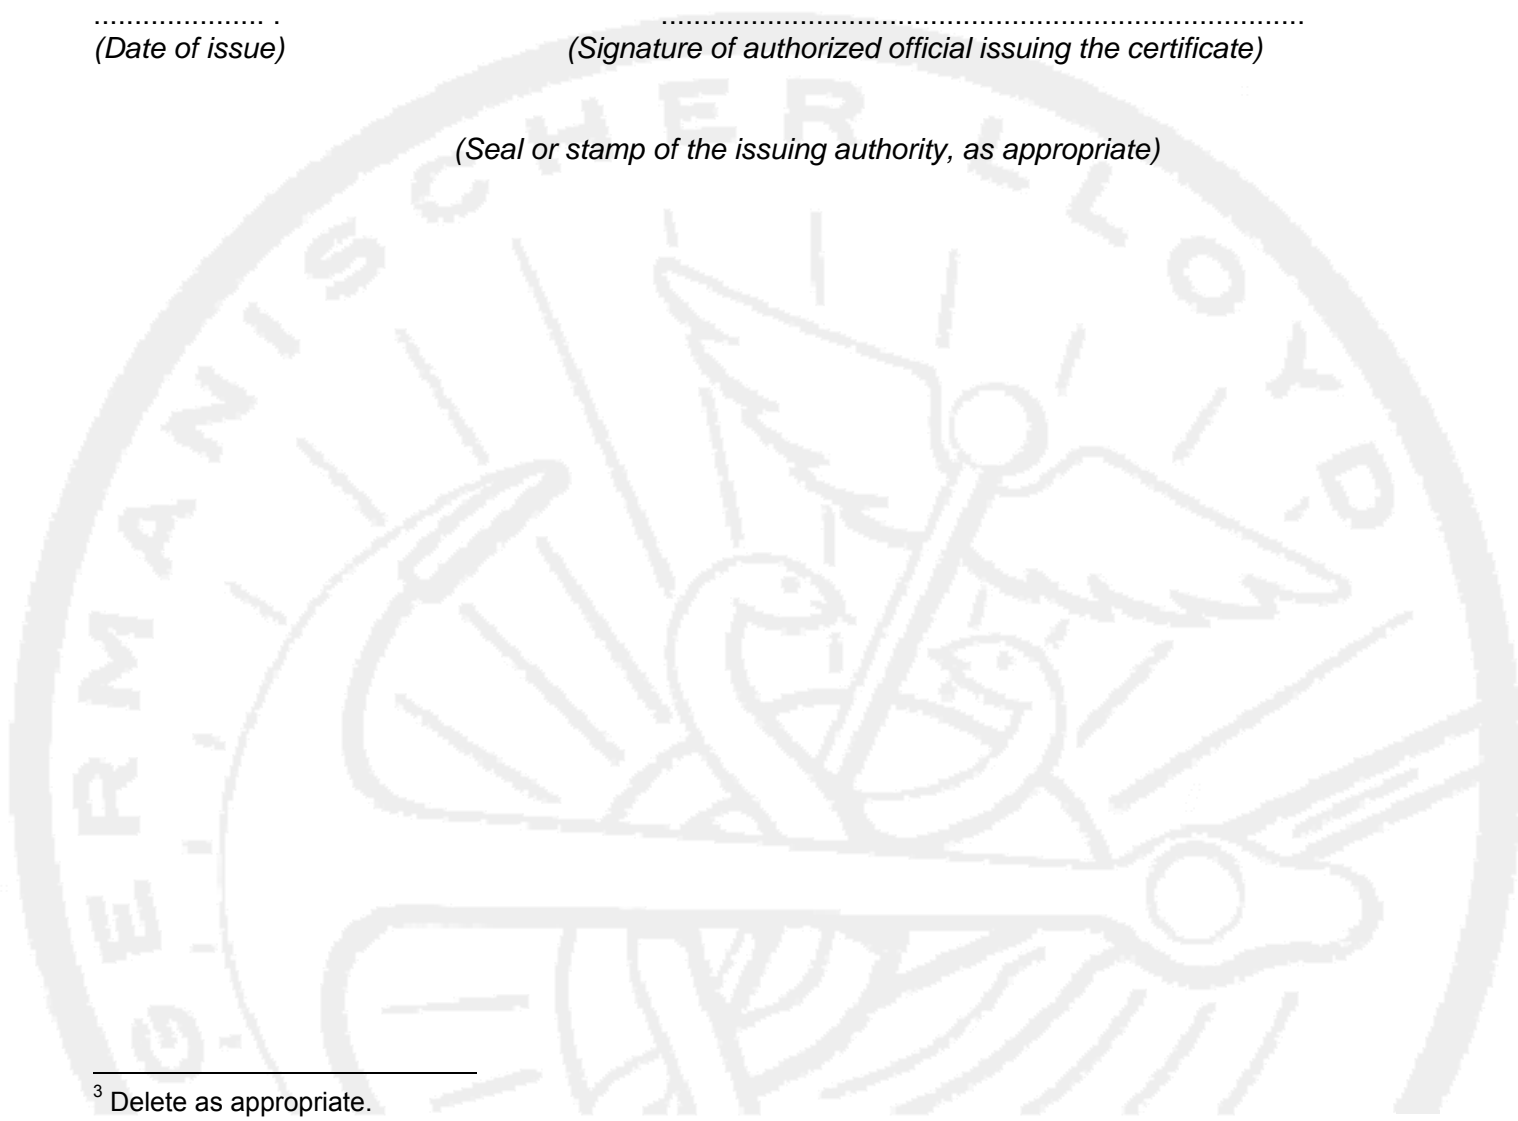 ..................... . ................................................................................
(Date of issue) (Signature of authorized official issuing the certificate)
(Seal or stamp of the issuing authority, as appropriate)
GERMANISCHER LLOYD
3 Delete as appropriate.